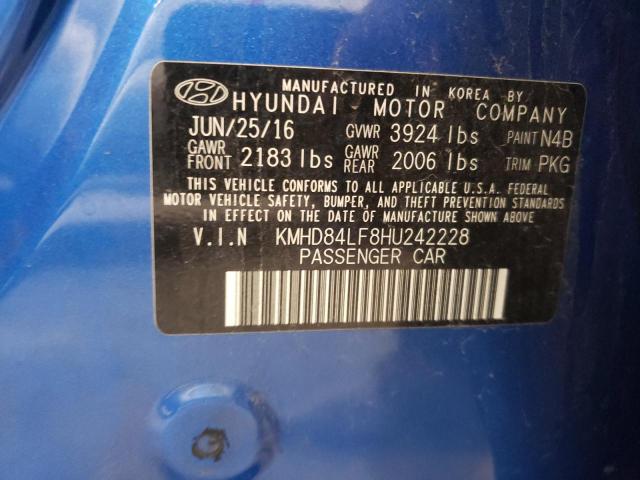 MANUFACTURED IN KOREA BY
HYUNDAI MOTOR COMPANY
JUN/25/16 GVWR 3924 lbs PAINT N4B
GAWR FRONT 2183 lbs GAWR REAR 2006 lbs TRIM PKG
THIS VEHICLE CONFORMS TO ALL APPLICABLE U.S.A. FEDERAL
MOTOR VEHICLE SAFETY, BUMPER, AND THEFT PREVENTION STANDARDS
IN EFFECT ON THE DATE OF MANUFACTURE SHOWN ABOVE.
V.I.N KMHD84LF8HU242228
PASSENGER CAR